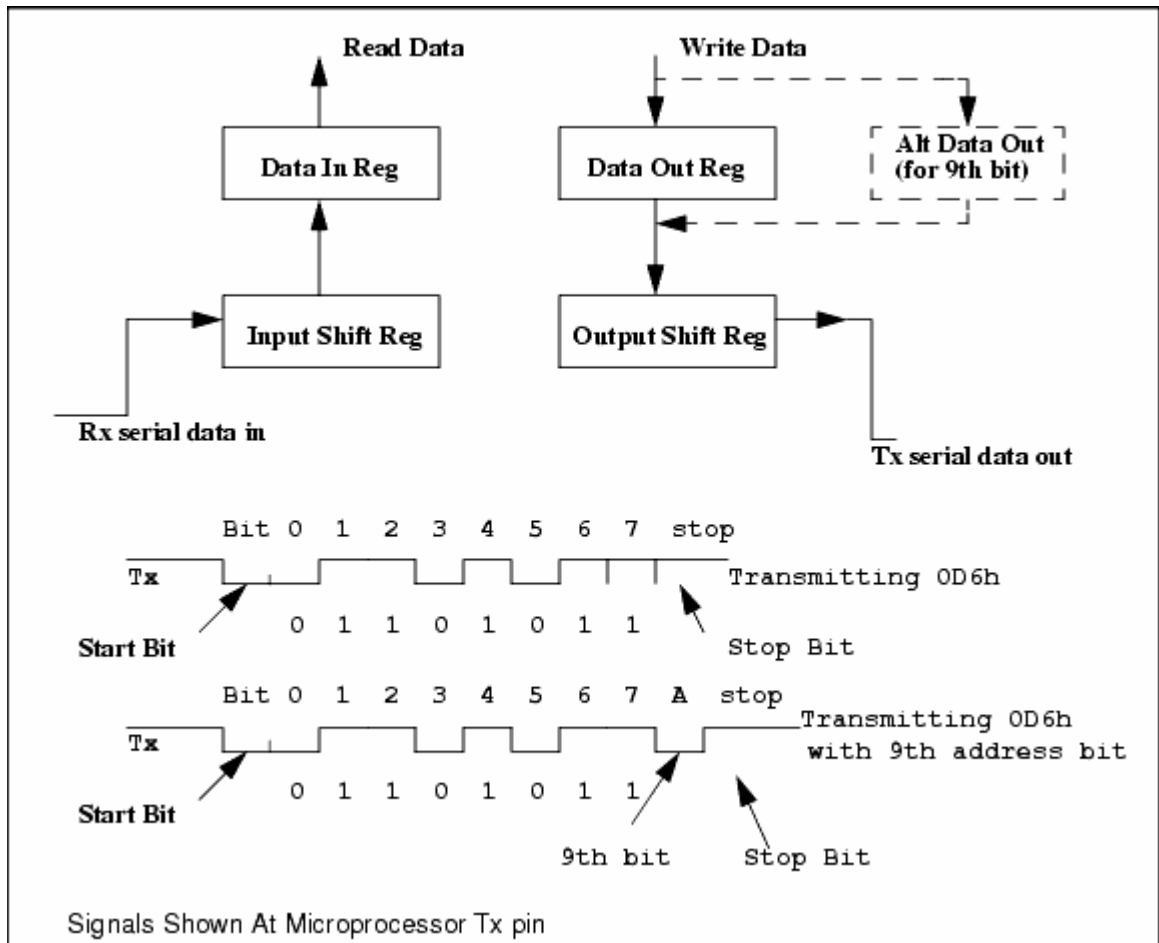 Read Data
Write Data
Data In Reg
Data Out Reg
Alt Data Out
(for 9th bit)
Input Shift Reg
Output Shift Reg
Rx serial data in
Tx serial data out
Bit 0 1 2 3 4 5 6 7 stop
Tx
Transmitting 0D6h
0 1 1 0 1 0 1 1
Start Bit
Stop Bit
Bit 0 1 2 3 4 5 6 7 A stop
Tx
Transmitting 0D6h
with 9th address bit
0 1 1 0 1 0 1 1
Start Bit
9th bit
Stop Bit
Signals Shown At Microprocessor Tx pin